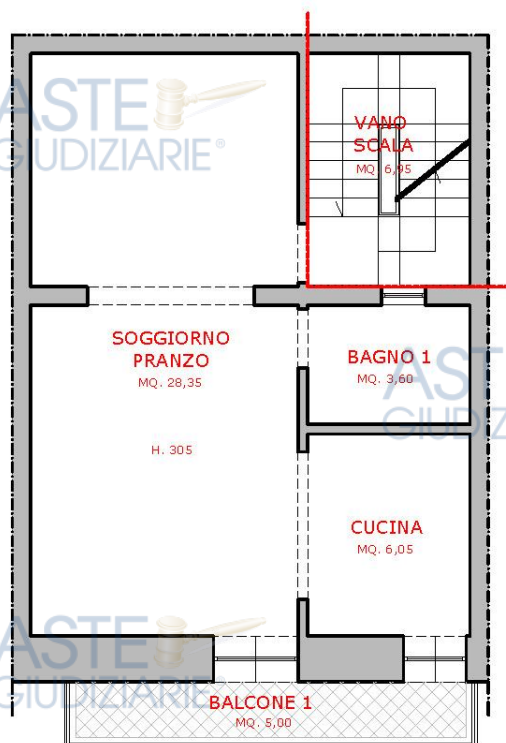 ASTE
GIUDIZIARIE®
VANO
SCALA
MQ. 6,95
SOGGIORNO
PRANZO
MQ. 28,35
H. 305
BAGNO 1
MQ. 3,60
ASTE
GIUDIZ
CUCINA
MQ. 6,05
ASTE
GIUDIZIARIE
BALCONE 1
MQ. 5,00